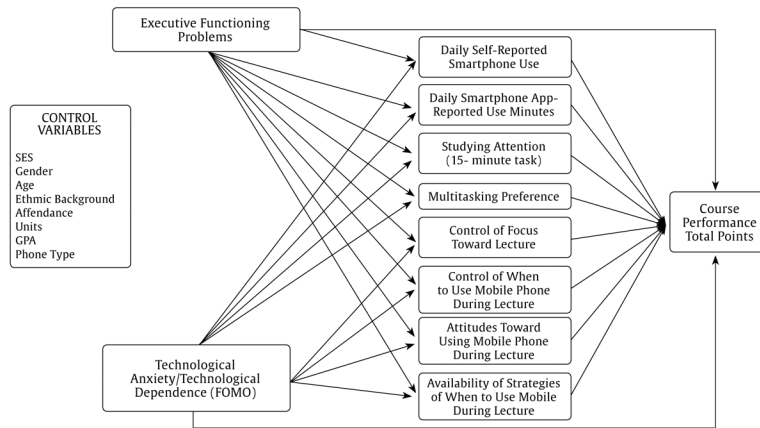 Executive Functioning
Problems
CONTROL
VARIABLES
SES
Gender
Age
Ethmic Background
Affendance
Units
GPA
Phone Type
Daily Self-Reported
Smartphone Use
Daily Smartphone App-
Reported Use Minutes
Studying Attention
(15- minute task)
Multitasking Preference
Control of Focus
Toward Lecture
Control of When
to Use Mobile Phone
During Lecture
Attitudes Toward
Using Mobile Phone
During Lecture
Availability of Strategies
of When to Use Mobile
During Lecture
Course
Performance
Total Points
Technological
Anxiety/Technological
Dependence (FOMO)